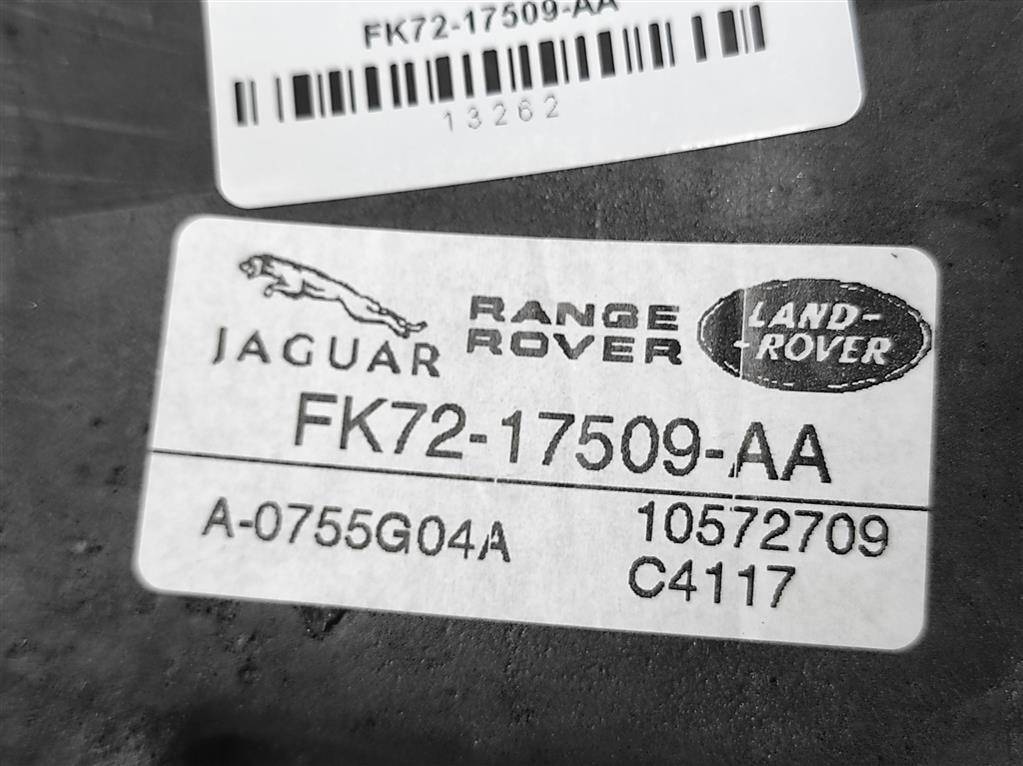 FK72-17509-AA
13262
JAGUAR
RANGE
ROVER
LAND-
-ROVER
FK72-17509-AA
A-0755G04A
10572709
C4117